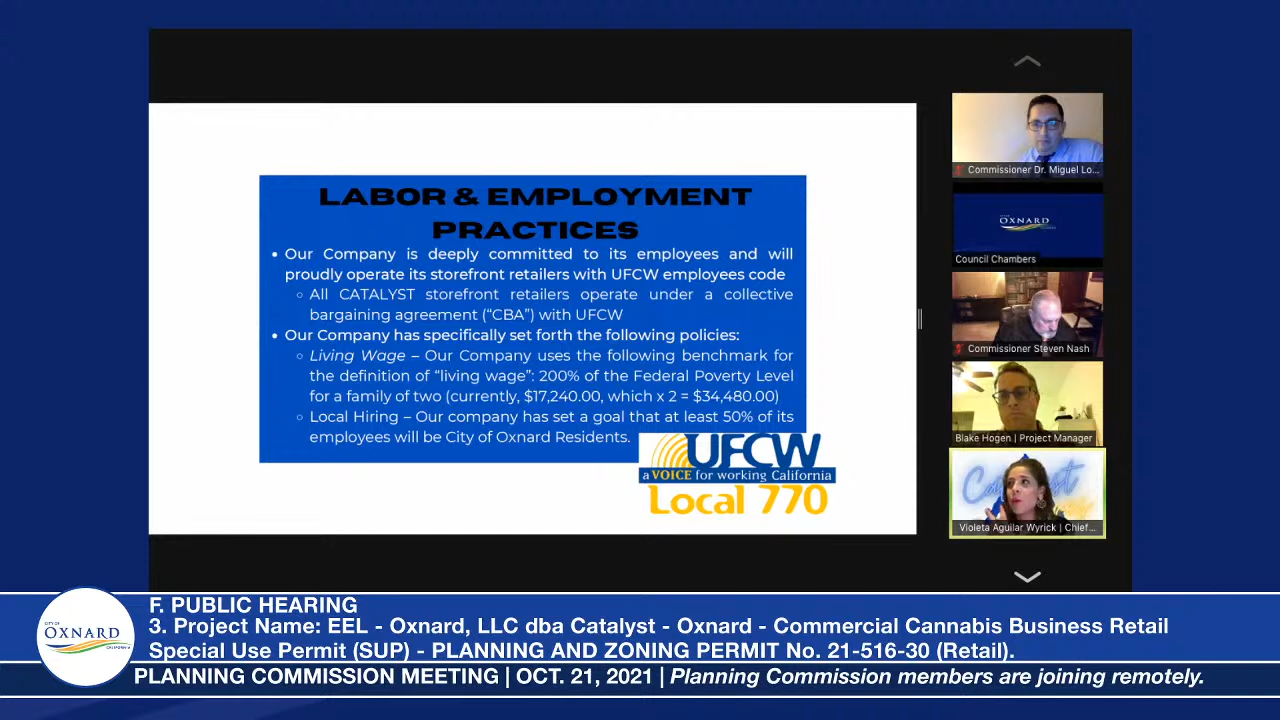 LABOR & EMPLOYMENT
PRACTICES
• Our Company is deeply committed to its employees and will
proudly operate its storefront retailers with UFCW employees code
○ All CATALYST storefront retailers operate under a collective
bargaining agreement (“CBA”) with UFCW
• Our Company has specifically set forth the following policies:
○ Living Wage – Our Company uses the following benchmark for
the definition of “living wage”: 200% of the Federal Poverty Level
for a family of two (currently, $17,240.00, which x 2 = $34,480.00)
○ Local Hiring – Our company has set a goal that at least 50% of its
employees will be City of Oxnard Residents.
UFCW
a VOICE for working California
Local 770
Commissioner Dr. Miguel Lo...
OXNARD
Council Chambers
Commissioner Steven Nash
Blake Hogen | Project Manager
Violeta Aguilar Wyrick | Chief...
CITY OF
OXNARD
CALIFORNIA
F. PUBLIC HEARING
3. Project Name: EEL - Oxnard, LLC dba Catalyst - Oxnard - Commercial Cannabis Business Retail
Special Use Permit (SUP) - PLANNING AND ZONING PERMIT No. 21-516-30 (Retail).
PLANNING COMMISSION MEETING | OCT. 21, 2021 | Planning Commission members are joining remotely.